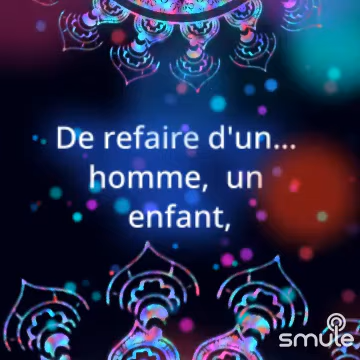 De refaire d'un...
homme, un
enfant,
smule